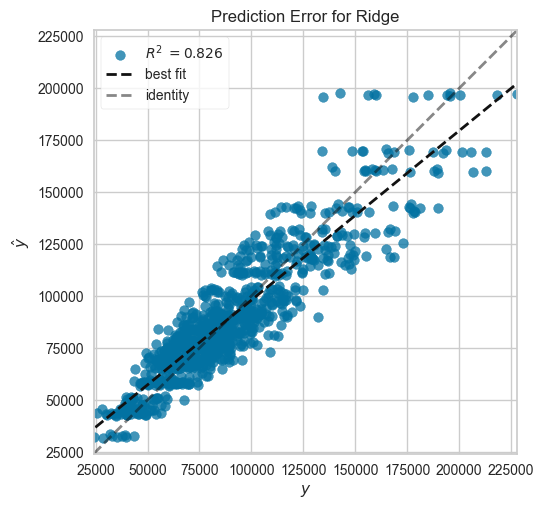 Prediction Error for Ridge
R² = 0.826
best fit
identity
225000
200000
175000
150000
125000
100000
75000
50000
25000
ŷ
25000 50000 75000 100000 125000 150000 175000 200000 225000
y